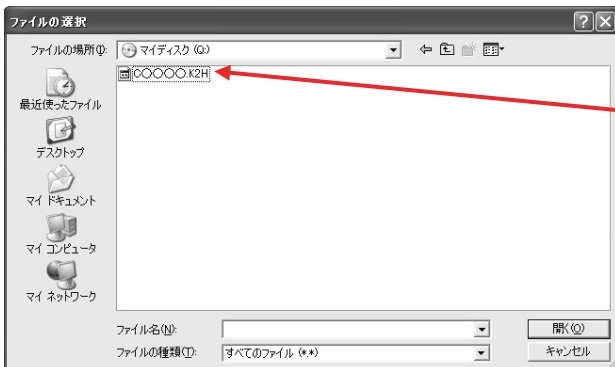 ファイルの選択
ファイルの場所(I):
マイディスク (Q:)
○○○○○.K2H
最近使ったファイル
デスクトップ
マイ ドキュメント
マイ コンピュータ
マイ ネットワーク
ファイル名(N):
開く(O)
ファイルの種類(T):
すべてのファイル (*.*)
キャンセル